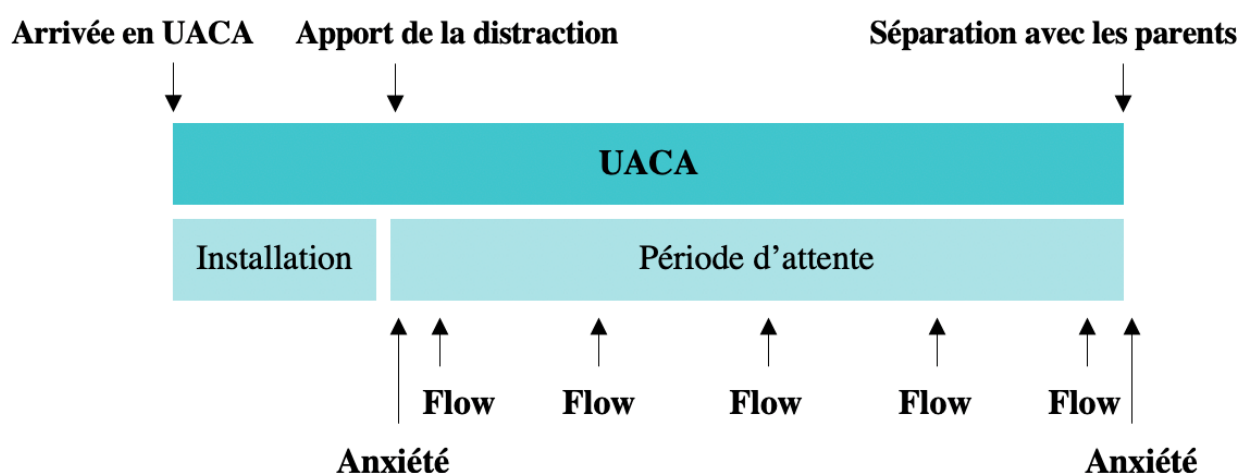 Arrivée en UACA
Apport de la distraction
Séparation avec les parents
UACA
Installation
Période d’attente
Flow
Flow
Flow
Flow
Flow
Anxiété
Anxiété